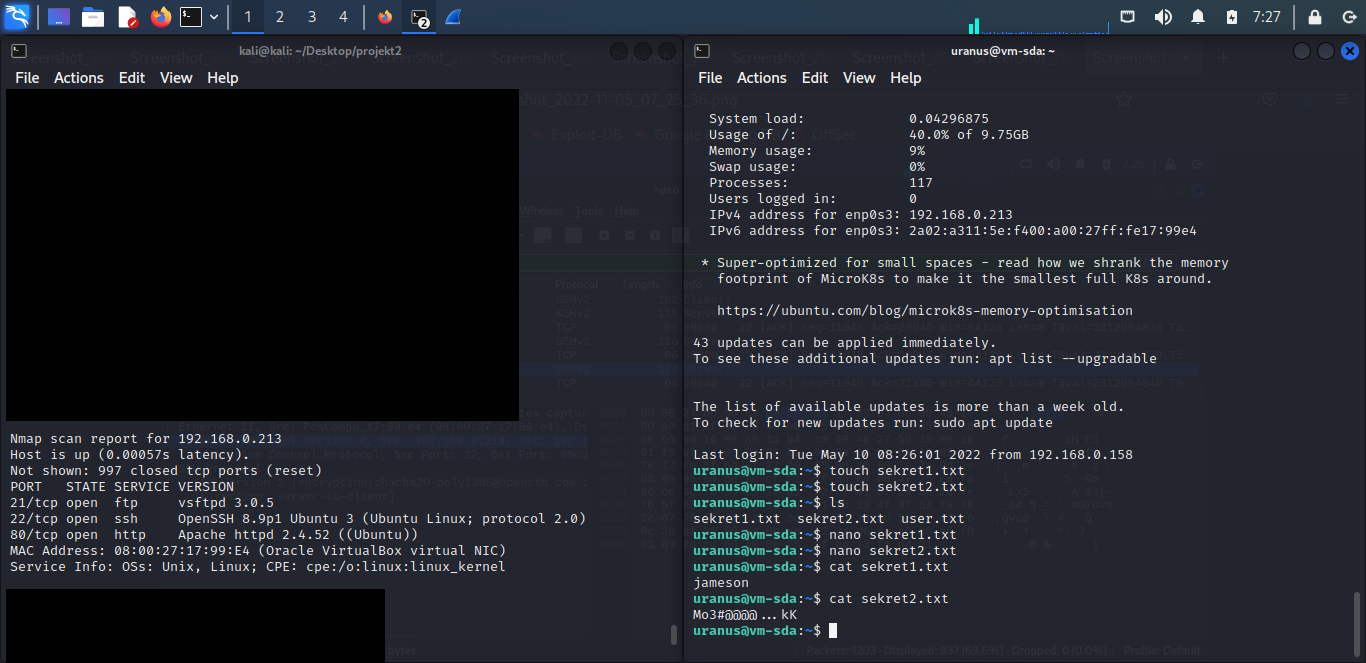 1 2 3 4
2
7:27
kali@kali: ~/Desktop/projekt2
File Actions Edit View Help
Nmap scan report for 192.168.0.213
Host is up (0.00057s latency).
Not shown: 997 closed tcp ports (reset)
PORT   STATE SERVICE VERSION
21/tcp open  ftp     vsftpd 3.0.5
22/tcp open  ssh     OpenSSH 8.9p1 Ubuntu 3 (Ubuntu Linux; protocol 2.0)
80/tcp open  http    Apache httpd 2.4.52 ((Ubuntu))
MAC Address: 08:00:27:17:99:E4 (Oracle VirtualBox virtual NIC)
Service Info: OSs: Unix, Linux; CPE: cpe:/o:linux:linux_kernel
uranus@vm-sda: ~
File Actions Edit View Help
System load:             0.04296875
Usage of /:              40.0% of 9.75GB
Memory usage:            9%
Swap usage:              0%
Processes:               117
Users logged in:         0
IPv4 address for enp0s3: 192.168.0.213
IPv6 address for enp0s3: 2a02:a311:5e:f400:a00:27ff:fe17:99e4
* Super-optimized for small spaces - read how we shrank the memory
footprint of MicroK8s to make it the smallest full K8s around.
https://ubuntu.com/blog/microk8s-memory-optimisation
43 updates can be applied immediately.
To see these additional updates run: apt list --upgradable
The list of available updates is more than a week old.
To check for new updates run: sudo apt update
Last login: Tue May 10 08:26:01 2022 from 192.168.0.158
uranus@vm-sda:~$ touch sekret1.txt
uranus@vm-sda:~$ touch sekret2.txt
uranus@vm-sda:~$ ls
sekret1.txt  sekret2.txt  user.txt
uranus@vm-sda:~$ nano sekret1.txt
uranus@vm-sda:~$ nano sekret2.txt
uranus@vm-sda:~$ cat sekret1.txt
jameson
uranus@vm-sda:~$ cat sekret2.txt
Mo3#@@@@...kK
uranus@vm-sda:~$